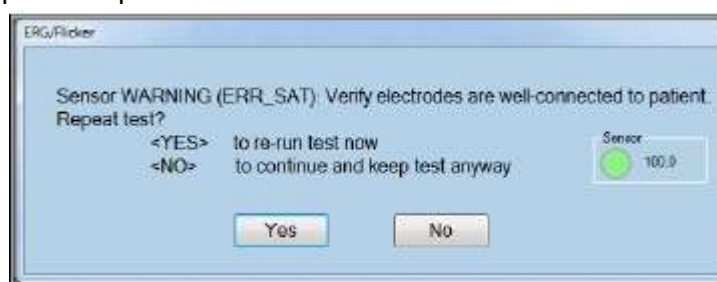 ERG/Flicker
Sensor WARNING (ERR_SAT): Verify electrodes are well-connected to patient.
Repeat test?
<YES> to re-run test now
<NO> to continue and keep test anyway
Sensor
100.0
Yes
No